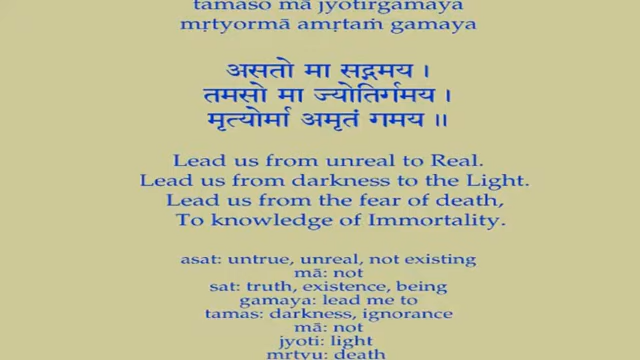 tamaso mā jyotirgamaya
mṛtyormā amṛtaṁ gamaya
असतो मा सद्गमय ।
तमसो मा ज्योतिर्गमय ।
मृत्योर्मा अमृतं गमय ॥
Lead us from unreal to Real.
Lead us from darkness to the Light.
Lead us from the fear of death,
To knowledge of Immortality.
asat: untrue, unreal, not existing
mā: not
sat: truth, existence, being
gamaya: lead me to
tamas: darkness, ignorance
mā: not
jyoti: light
mṛtyu: death